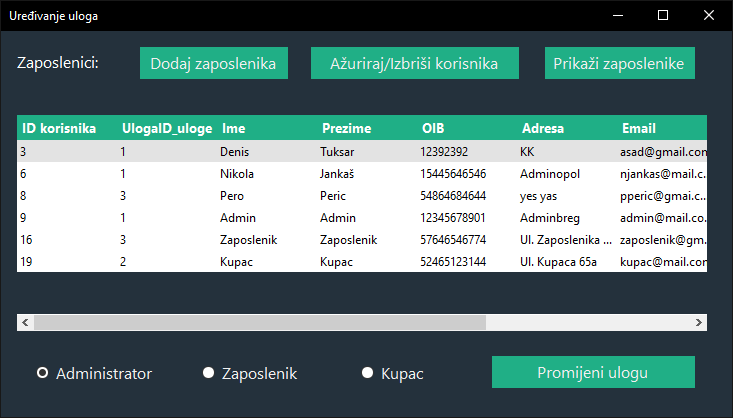 Uređivanje uloga
Zaposlenici: Dodaj zaposlenika Ažuriraj/Izbriši korisnika Prikaži zaposlenike
ID korisnika UlogaID_uloge Ime Prezime OIB Adresa Email
3 1 Denis Tuksar 12392392 KK asad@gmail.com
6 1 Nikola Jankaš 15445646546 Adminopol njankas@mail.c...
8 3 Pero Peric 54864684644 yes yas pperic@gmai.c...
9 1 Admin Admin 12345678901 Adminbreg admin@mail.co...
16 3 Zaposlenik Zaposlenik 57646546774 Ul. Zaposlenika ... zaposlenik@gm...
19 2 Kupac Kupac 52465123144 Ul. Kupaca 65a kupac@mail.com
Administrator Zaposlenik Kupac Promijeni ulogu